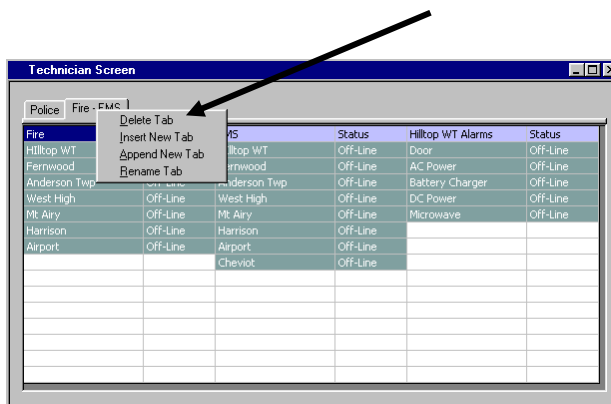 Technician Screen
Police Fire - EMS
Delete Tab
Insert New Tab
Append New Tab
Rename Tab
Fire MS Status Hilltop WT Alarms Status
HIlltop WT lltop WT Off-Line Door Off-Line
Fernwood ernwood Off-Line AC Power Off-Line
Anderson Twp Off-Line Anderson Twp Off-Line Battery Charger Off-Line
West High Off-Line West High Off-Line DC Power Off-Line
Mt Airy Off-Line Mt Airy Off-Line Microwave Off-Line
Harrison Off-Line Harrison Off-Line
Airport Off-Line Airport Off-Line
Cheviot Off-Line